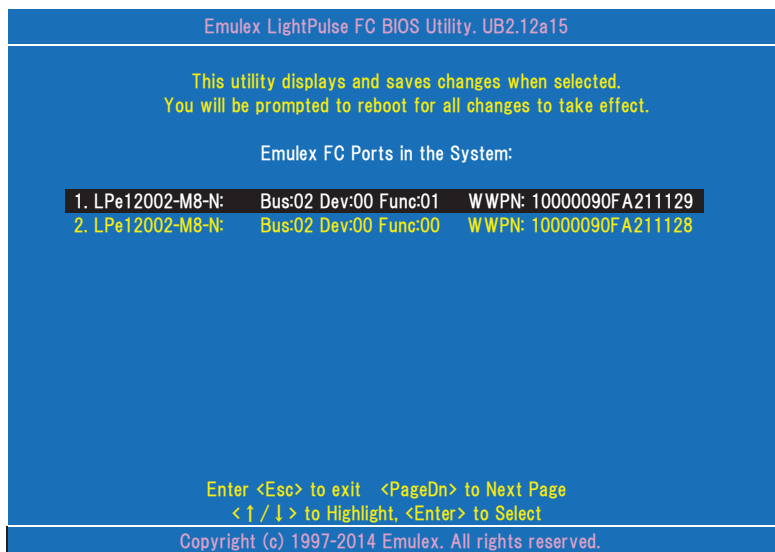 Emulex LightPulse FC BIOS Utility. UB2.12a15
This utility displays and saves changes when selected.
You will be prompted to reboot for all changes to take effect.
Emulex FC Ports in the System:
1. LPe12002-M8-N: Bus:02 Dev:00 Func:01 WWPN: 10000090FA211129
2. LPe12002-M8-N: Bus:02 Dev:00 Func:00 WWPN: 10000090FA211128
Enter <Esc> to exit <PageDn> to Next Page
<↑/↓> to Highlight, <Enter> to Select
Copyright (c) 1997-2014 Emulex. All rights reserved.